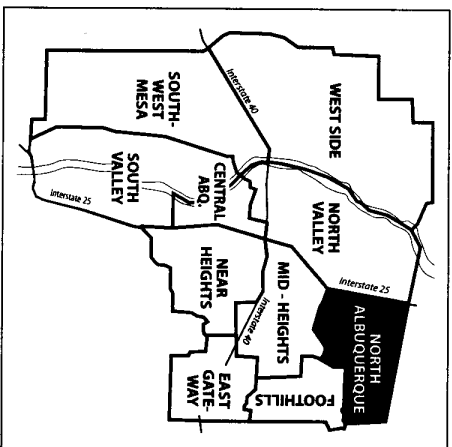 Interstate 40
WEST SIDE
SOUTH-
WEST
MESA
SOUTH
VALLEY
CENTRAL
ABQ.
NORTH
VALLEY
Interstate 25
Interstate 25
NEAR
HEIGHTS
MID - HEIGHTS
Interstate 40
NORTH
ALBUQUERQUE
EAST
GATE-
WAY
FOOTHILLS